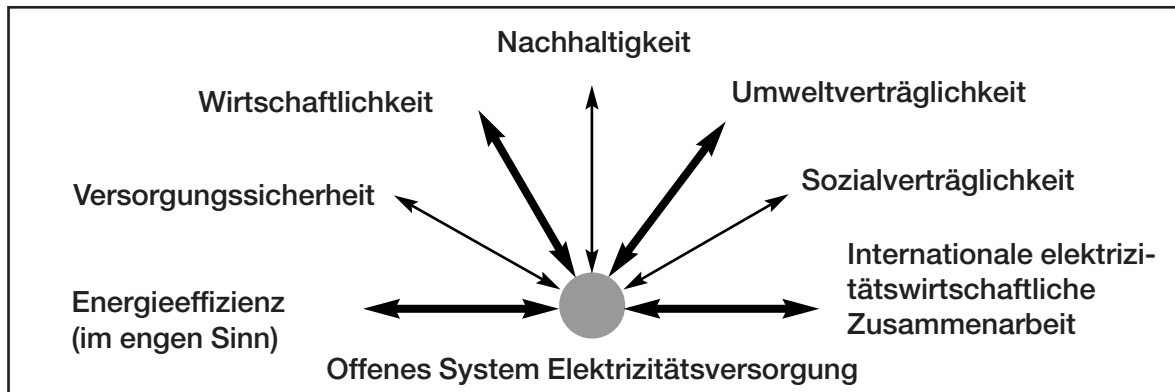 Nachhaltigkeit
Wirtschaftlichkeit
Umweltverträglichkeit
Versorgungssicherheit
Sozialverträglichkeit
Energieeffizienz
(im engen Sinn)
Internationale elektrizi-
tätswirtschaftliche
Zusammenarbeit
Offenes System Elektrizitätsversorgung